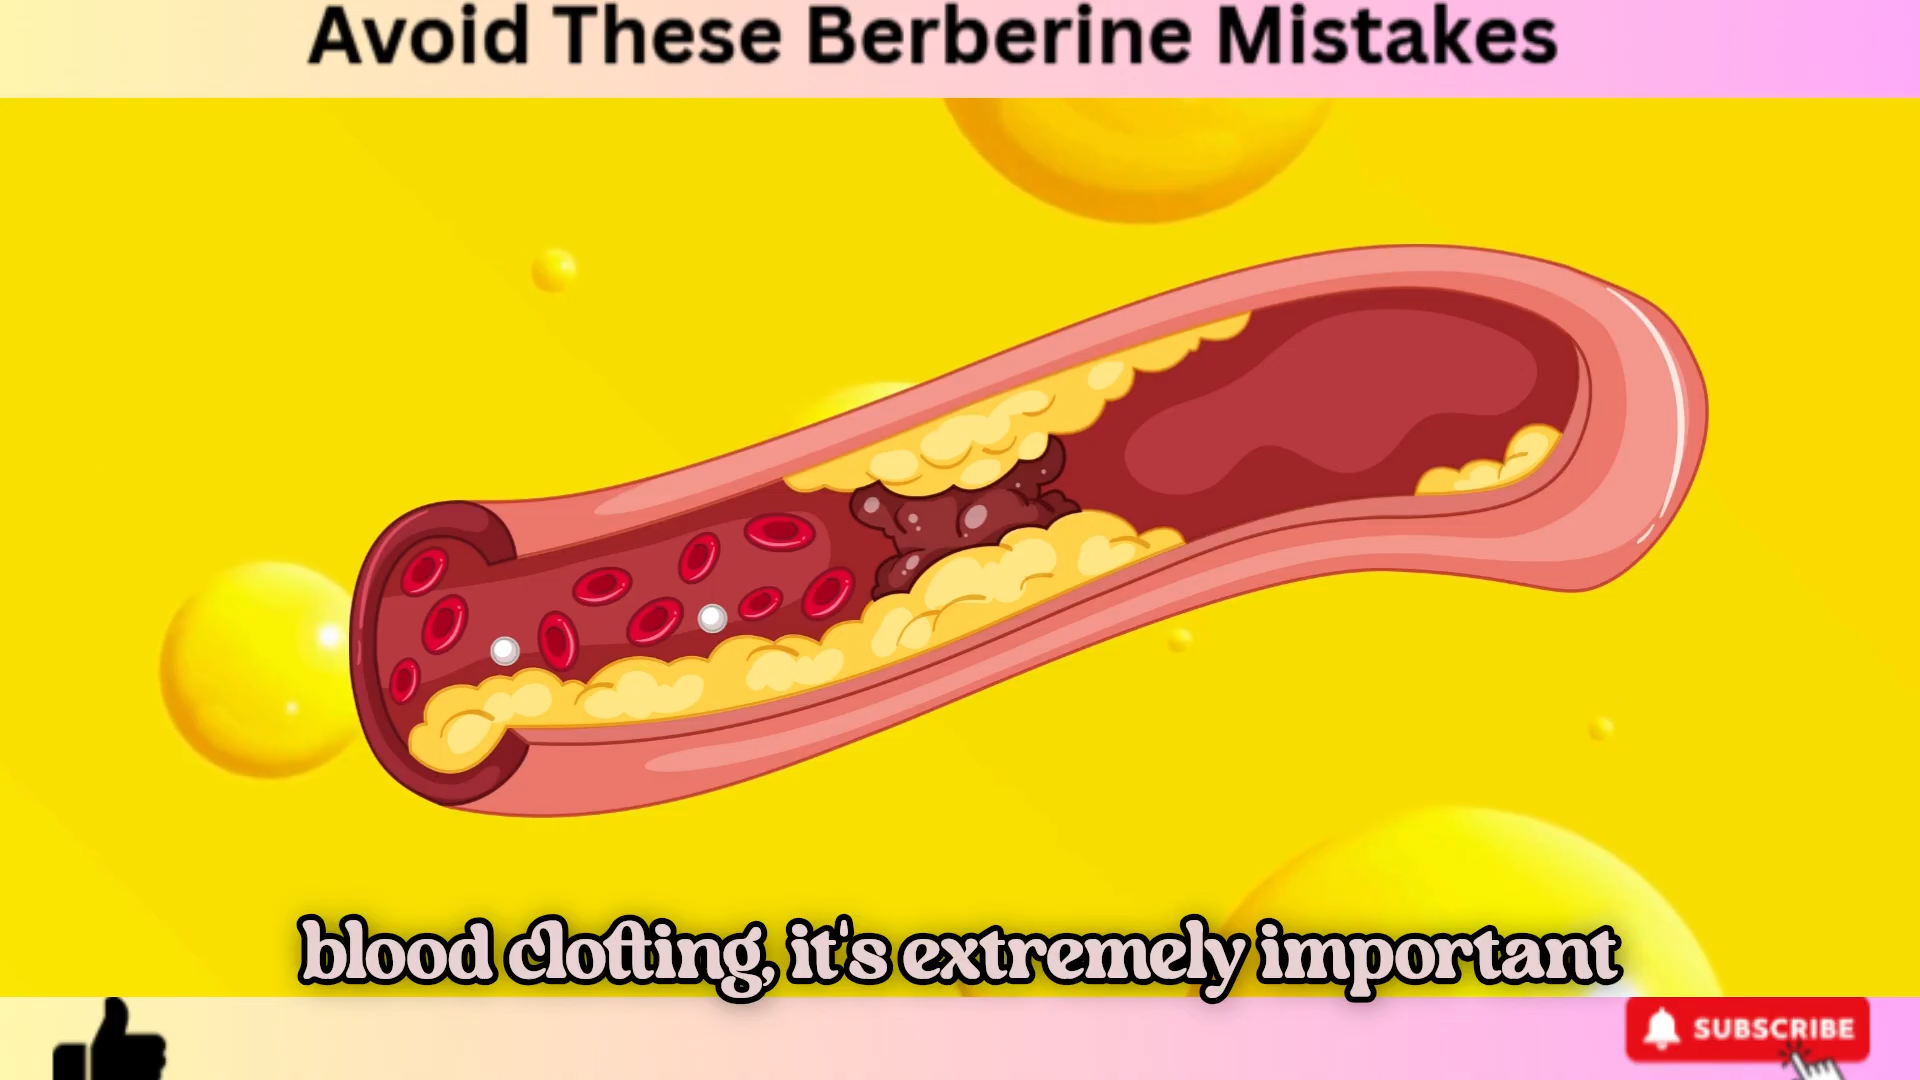 Avoid These Berberine Mistakes
blood clotting, it's extremely important
SUBSCRIBE